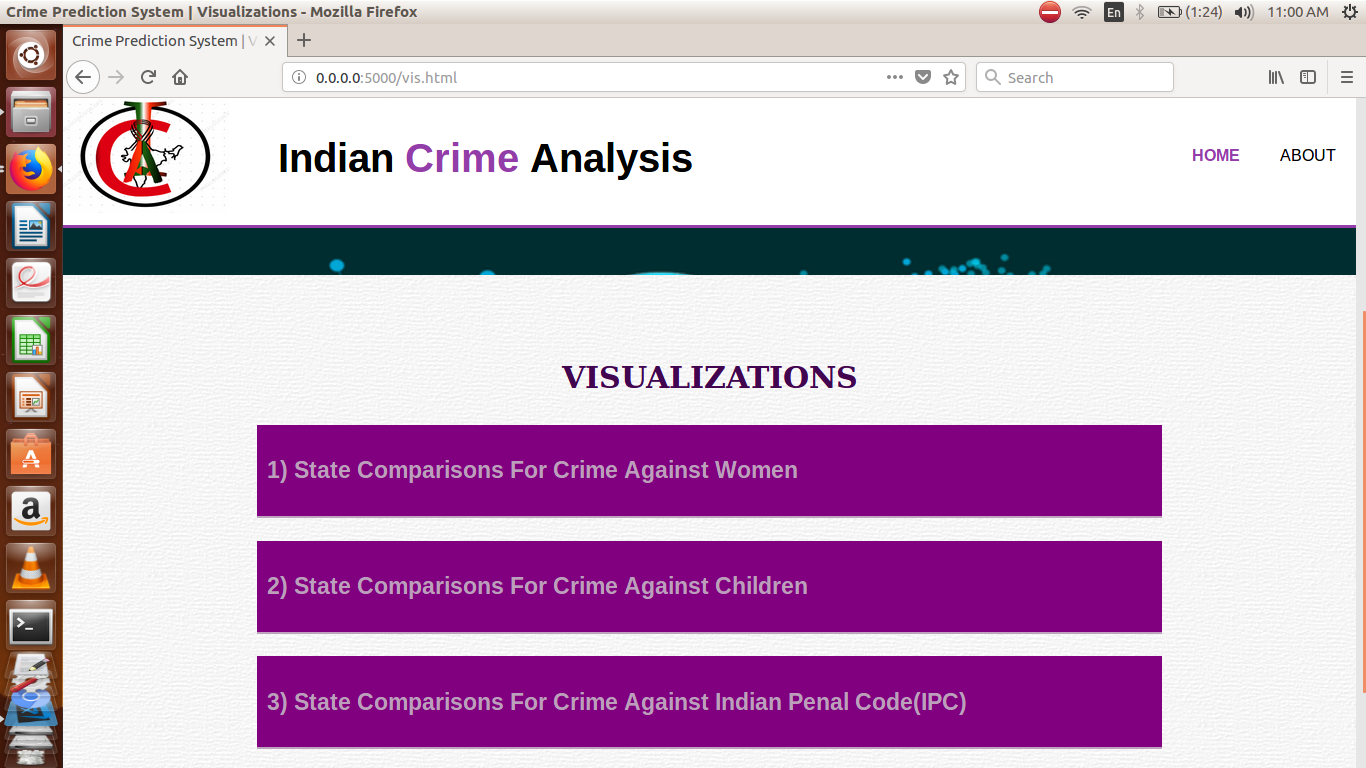 Crime Prediction System | Visualizations - Mozilla Firefox
En
(1:24)
11:00 AM
Crime Prediction System | V
0.0.0.0:5000/vis.html
Search
CA
Indian Crime Analysis
HOME
ABOUT
VISUALIZATIONS
1) State Comparisons For Crime Against Women
2) State Comparisons For Crime Against Children
3) State Comparisons For Crime Against Indian Penal Code(IPC)